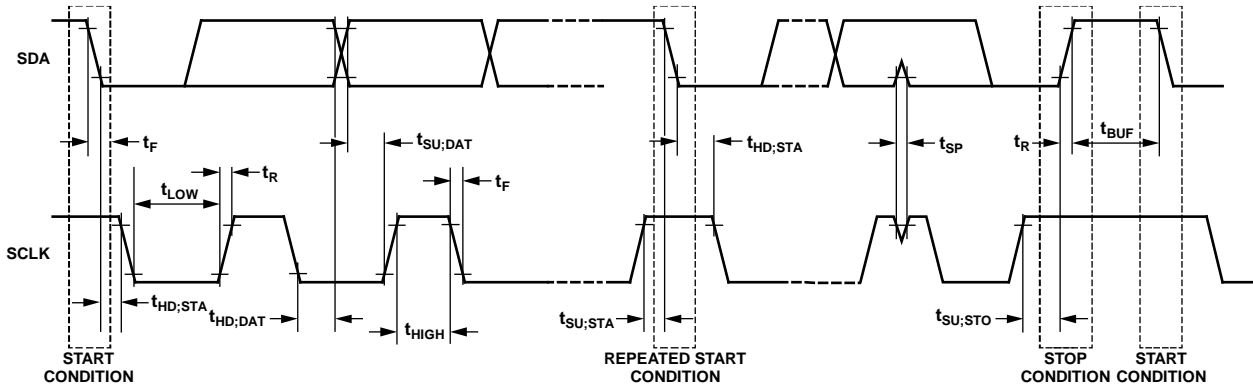 SDA
tF
tSU;DAT
tHD;STA
tSP
tR
tBUF
tLOW
tR
tF
SCLK
tHD;STA
tHD;DAT
tHIGH
tSU;STA
tSU;STO
START
CONDITION
REPEATED START
CONDITION
STOP
CONDITION
START
CONDITION